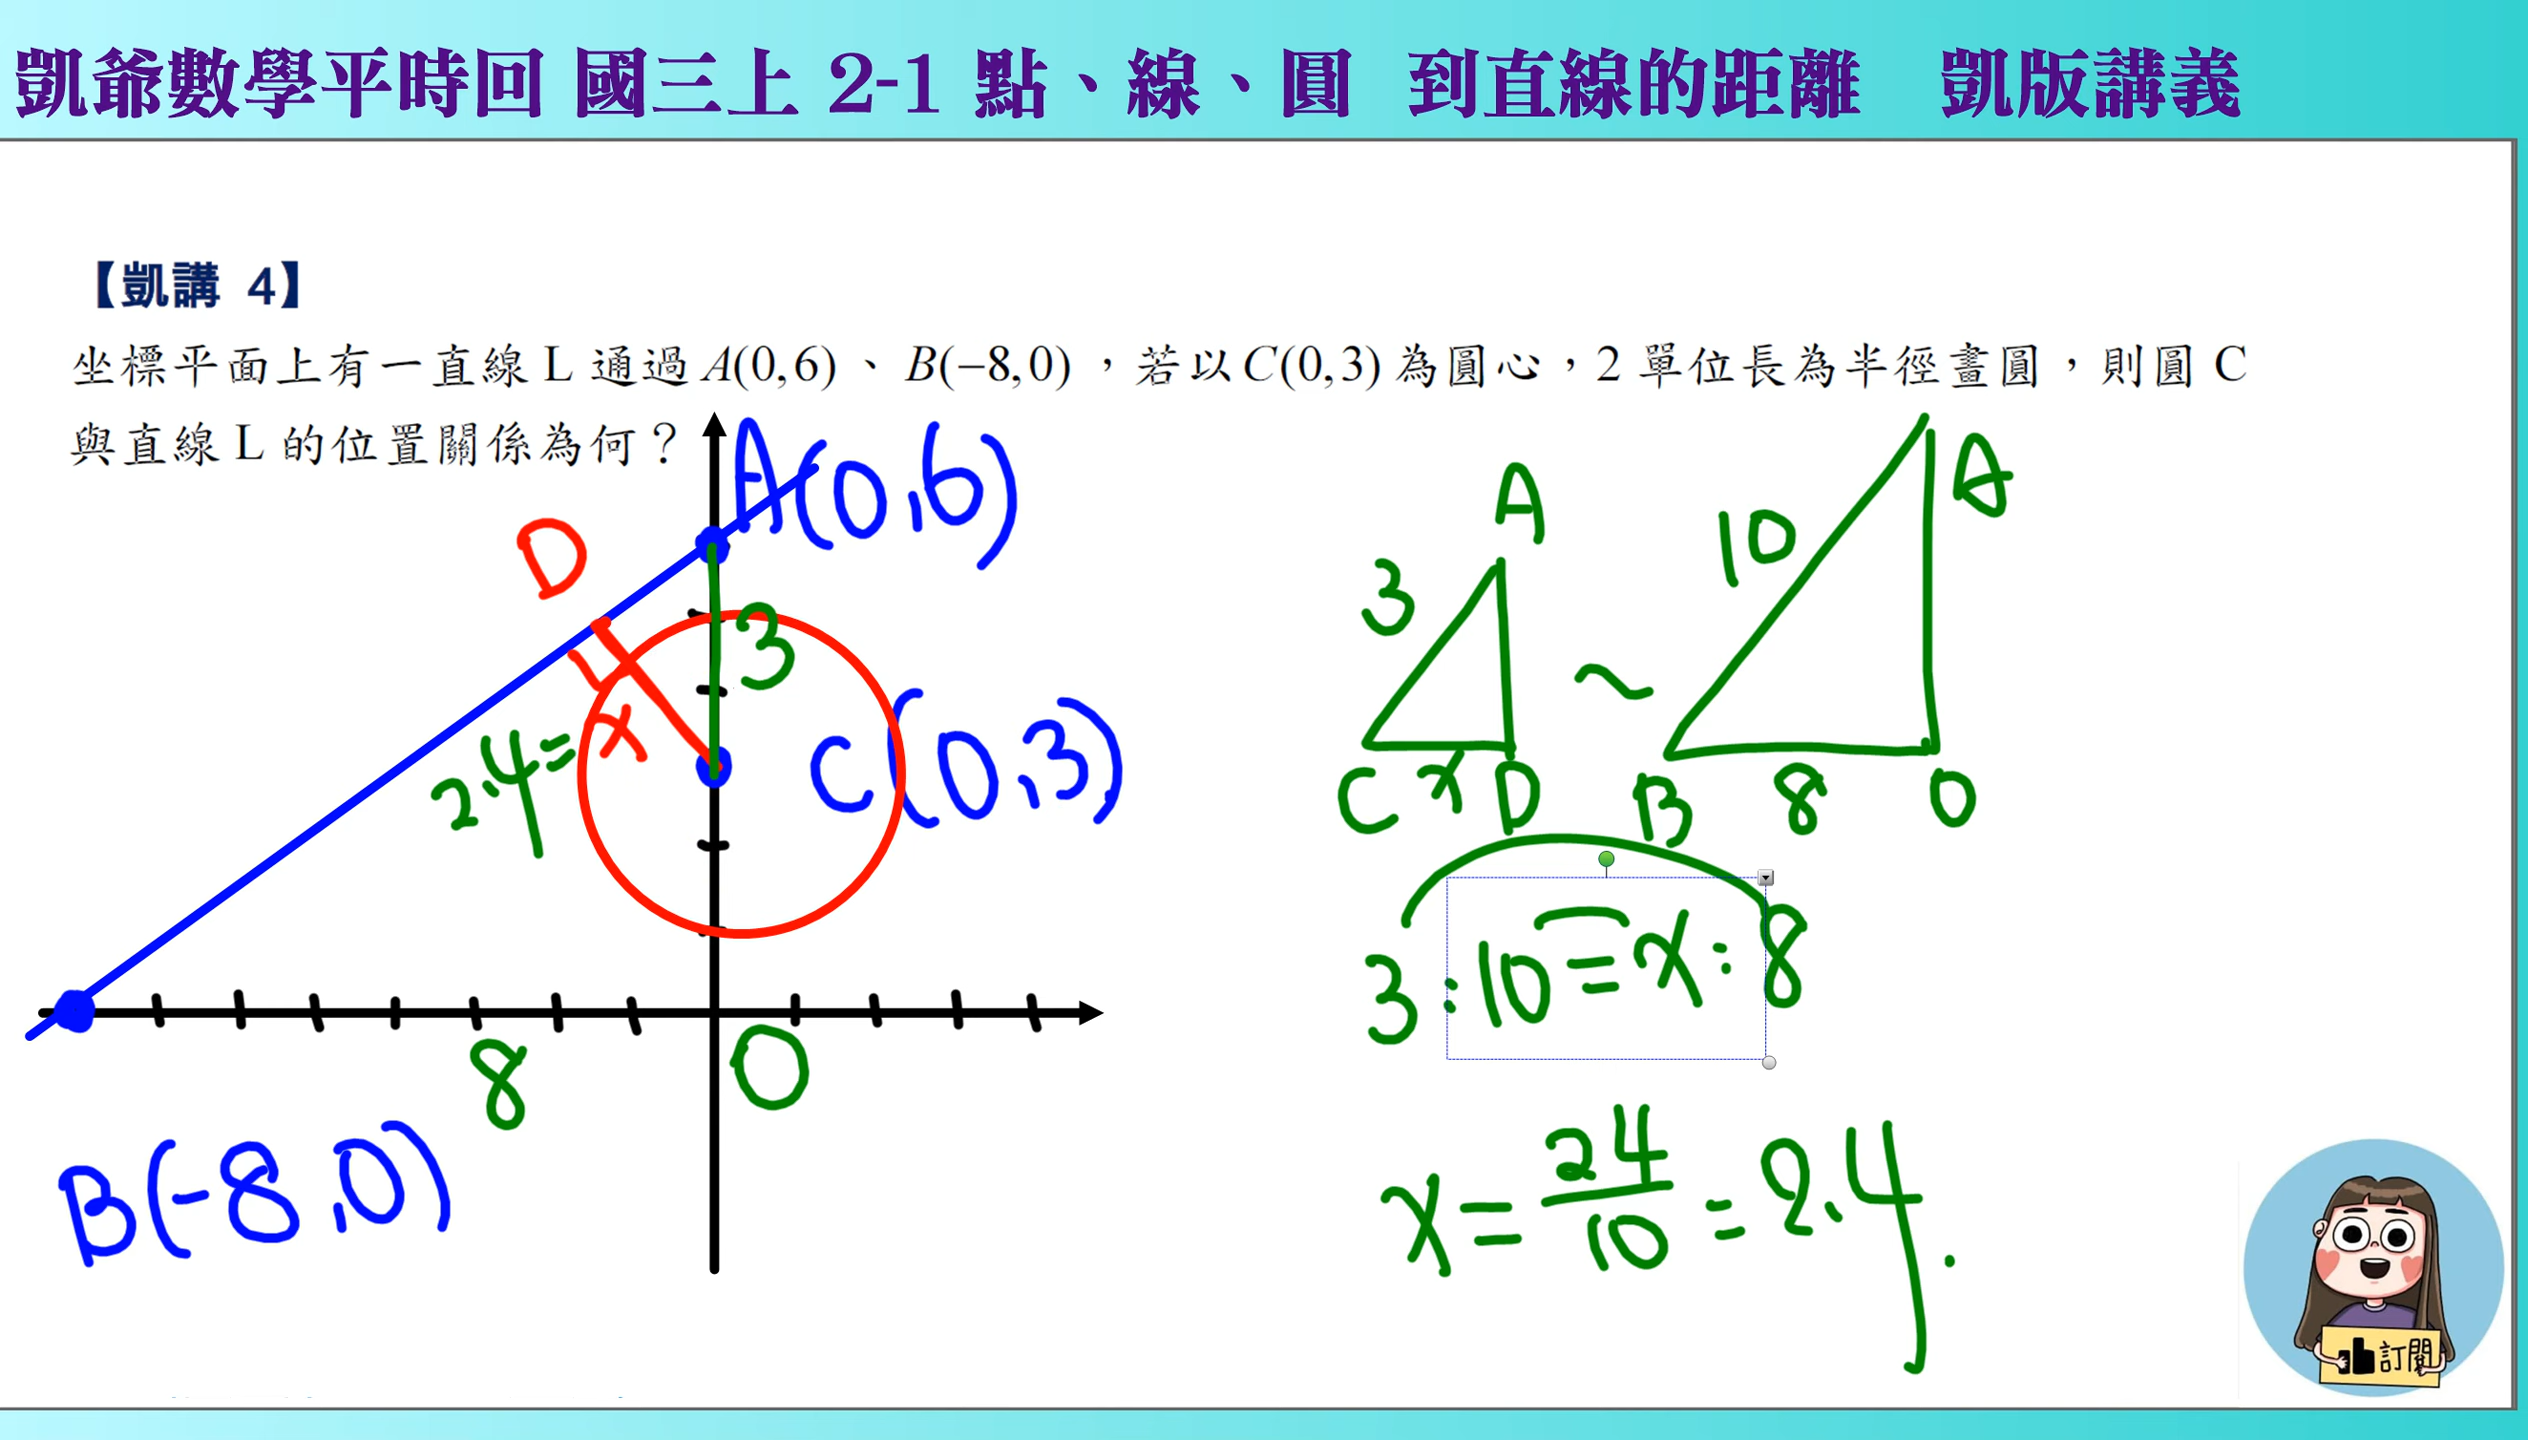 凱爺數學平時回 國三上 2-1 點、線、圓 到直線的距離 凱版講義
【凱講 4】
坐標平面上有一直線 L 通過 A(0,6)、B(−8,0),若以 C(0,3) 為圓心,2 單位長為半徑畫圓,則圓 C
與直線 L 的位置關係為何?
A(0,6)
D
3
2.4=x
C(0,3)
8
O
B(-8,0)
A
3
C x D
~
A
10
B 8 O
3:10=x:8
x=24/10=2.4
訂閱